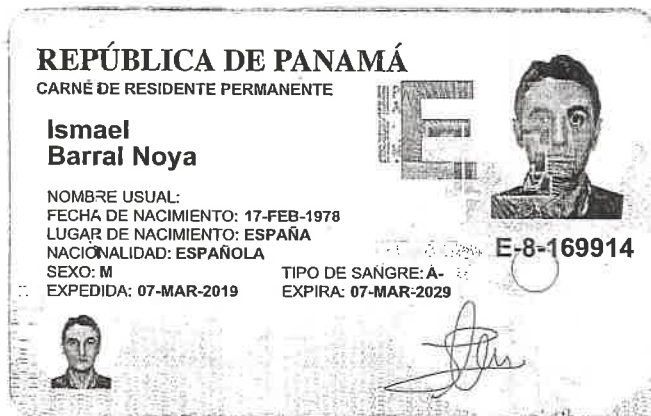 REPÚBLICA DE PANAMÁ
CARNÉ DE RESIDENTE PERMANENTE
E
Ismael
Barral Noya
NOMBRE USUAL:
FECHA DE NACIMIENTO: 17-FEB-1978
LUGAR DE NACIMIENTO: ESPAÑA
NACIONALIDAD: ESPAÑOLA
E-8-169914
SEXO: M TIPO DE SANGRE: A-
EXPEDIDA: 07-MAR-2019 EXPIRA: 07-MAR-2029